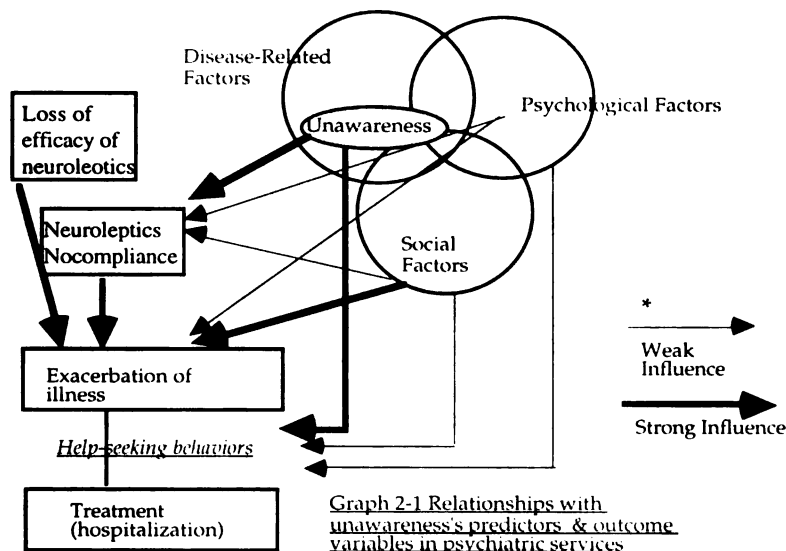 Disease-Related
Factors
Psychological Factors
Loss of
efficacy of
neuroleotics
Unawareness
Neuroleptics
Nocompliance
Social
Factors
*
Weak
Influence
Strong Influence
Exacerbation of
illness
Help-seeking behaviors
Treatment
(hospitalization)
Graph 2-1 Relationships with
unawareness's predictors & outcome
variables in psychiatric services